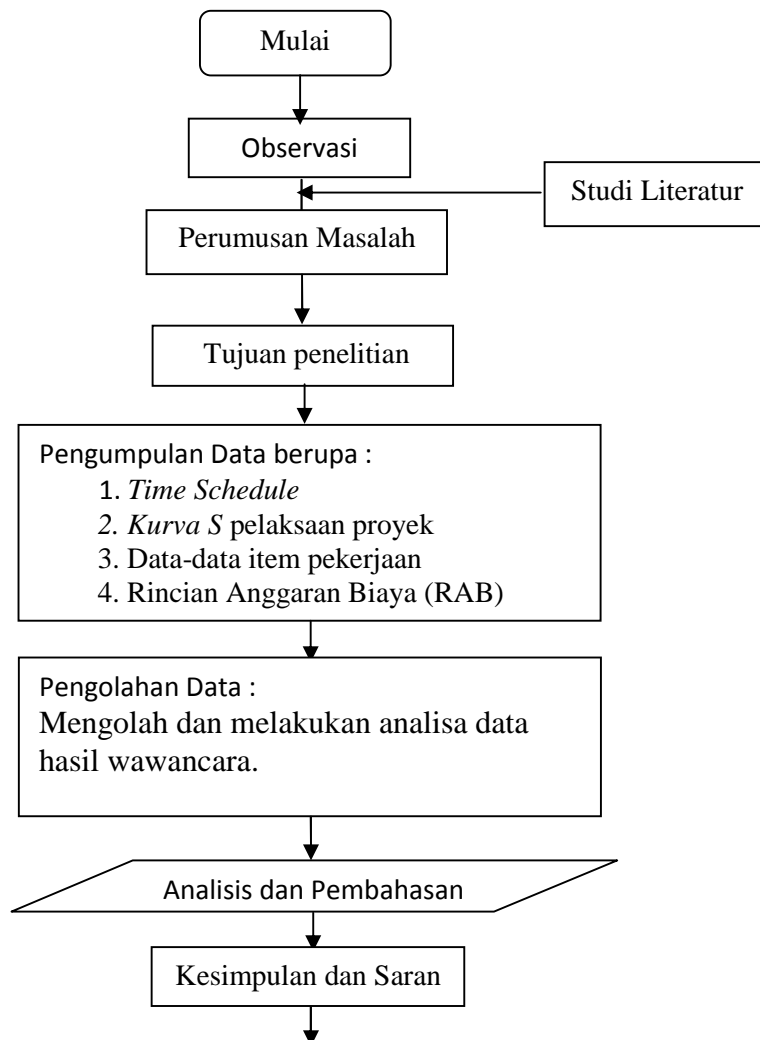 Mulai
Observasi
Studi Literatur
Perumusan Masalah
Tujuan penelitian
Pengumpulan Data berupa :
1. Time Schedule
2. Kurva S pelaksaan proyek
3. Data-data item pekerjaan
4. Rincian Anggaran Biaya (RAB)
Pengolahan Data :
Mengolah dan melakukan analisa data
hasil wawancara.
Analisis dan Pembahasan
Kesimpulan dan Saran